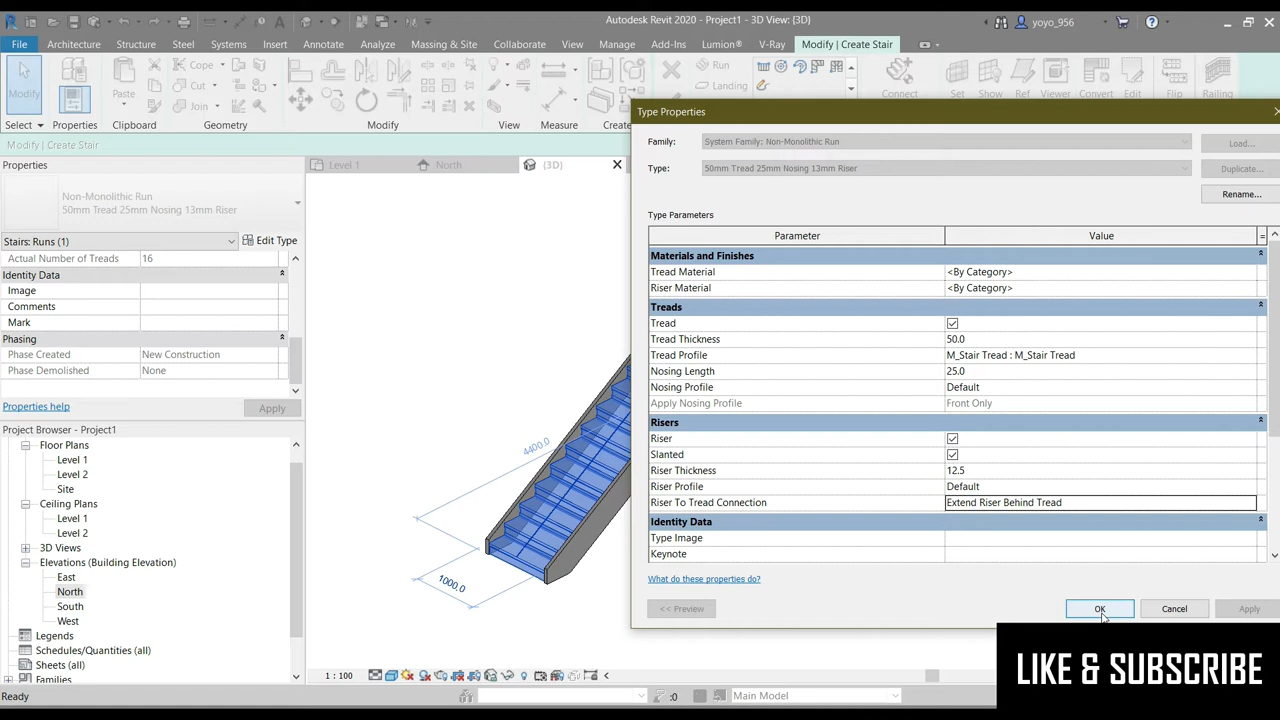 Autodesk Revit 2020 - Project1 - 3D View: {3D}
yoyo_956
File Architecture Structure Steel Systems Insert Annotate Analyze Massing & Site Collaborate View Manage Add-Ins Lumion® V-Ray Modify | Create Stair
Modify
Paste
Cope
Cut
Join
Run
Landing
Connect
Set Show Ref Viewer Convert Edit Flip Railing
Select Properties Clipboard Geometry Modify View Measure Create
Modify | Create Stair
Properties
Level 1
North
{3D}
Non-Monolithic Run
50mm Tread 25mm Nosing 13mm Riser
Stairs: Runs (1)
Edit Type
Actual Number of Treads 16
Identity Data
Image
Comments
Mark
Phasing
Phase Created New Construction
Phase Demolished None
Properties help
Apply
Project Browser - Project1
Floor Plans
Level 1
Level 2
Site
Ceiling Plans
Level 1
Level 2
3D Views
Elevations (Building Elevation)
East
North
South
West
Legends
Schedules/Quantities (all)
Sheets (all)
Families
4400.0
1000.0
Type Properties
Family: System Family: Non-Monolithic Run Load...
Type: 50mm Tread 25mm Nosing 13mm Riser Duplicate...
Rename...
Type Parameters
Parameter Value =
Materials and Finishes
Tread Material <By Category>
Riser Material <By Category>
Treads
Tread
Tread Thickness 50.0
Tread Profile M_Stair Tread : M_Stair Tread
Nosing Length 25.0
Nosing Profile Default
Apply Nosing Profile Front Only
Risers
Riser
Slanted
Riser Thickness 12.5
Riser Profile Default
Riser To Tread Connection Extend Riser Behind Tread
Identity Data
Type Image
Keynote
What do these properties do?
<< Preview OK Cancel Apply
LIKE & SUBSCRIBE
1 : 100
Ready
:0
Main Model